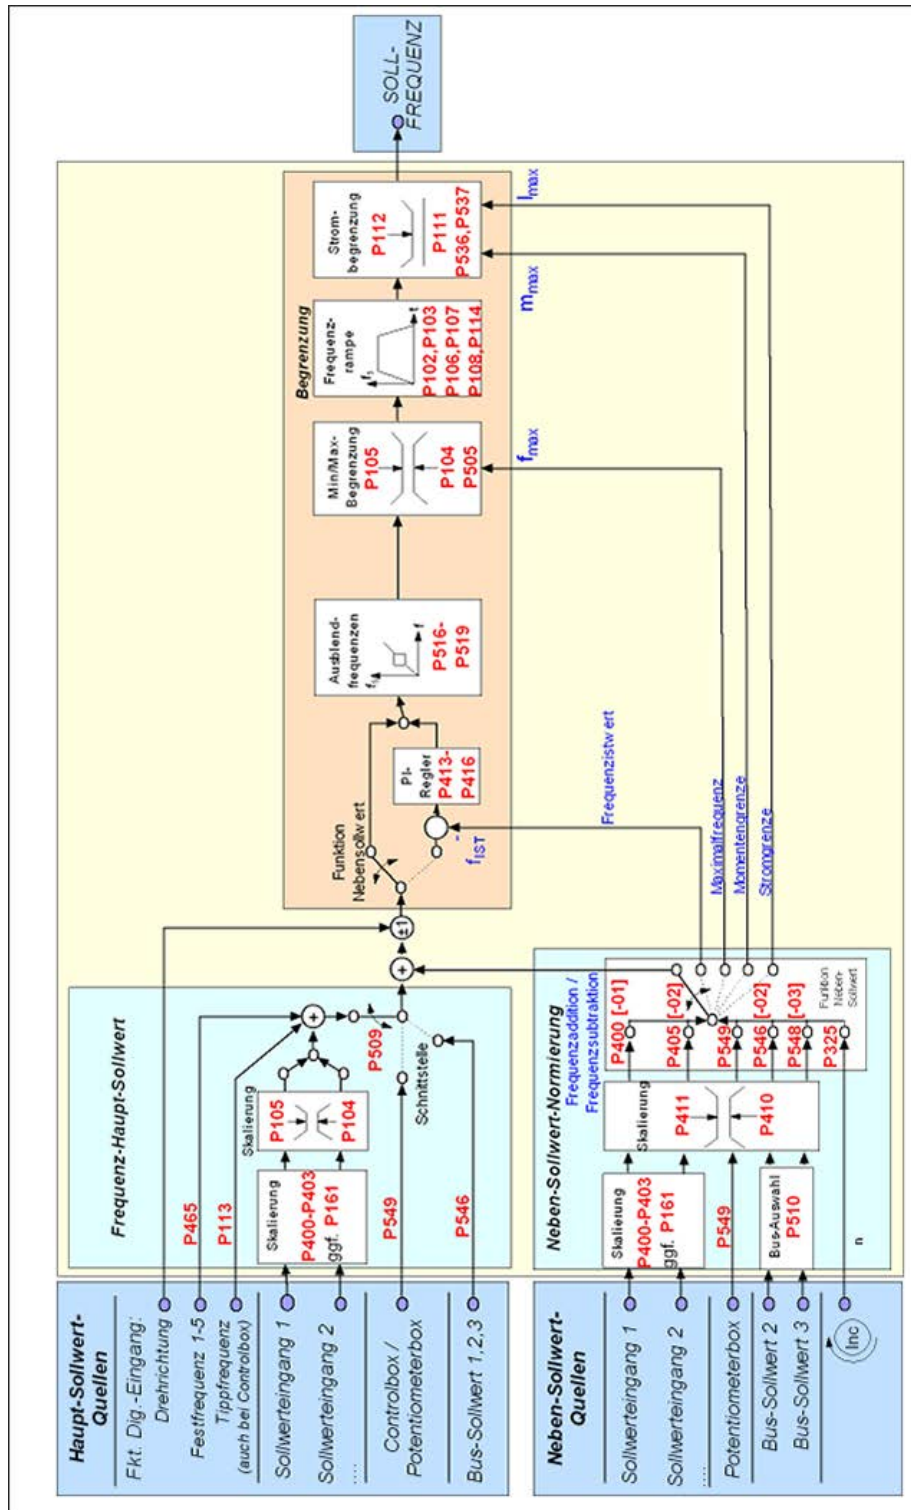 Haupt-Sollwert-
Quellen
Fkt. Dig.-Eingang:
Drehrichtung
Festfrequenz 1-5
Tippfrequenz
(auch bei Controlbox)
Sollwerteingang 1
Sollwerteingang 2
....
Controlbox /
Potentiometerbox
Bus-Sollwert 1,2,3
Frequenz-Haupt-Sollwert
P465
P113
Skalierung
P400-P403
ggf. P161
Skalierung
P105
P104
P549
P546
+
P509
Schnittstelle
+
±1
Funktion
Nebensollwert
-
fIST
PI-
Regler
P413-
P416
Ausblend-
frequenzen
fs
f
P516-
P519
Begrenzung
Min/Max-
Begrenzung
P105
P104
P505
Frequenz-
rampe
fs
t
P102,P103
P106,P107
P108,P114
Strom-
begrenzung
P112
P111
P536,P537
SOLL-
FREQUENZ
fmax
mmax
Imax
Frequenzistwert
Maximalfrequenz
Momentengrenze
Stromgrenze
Neben-Sollwert-
Quellen
Sollwerteingang 1
Sollwerteingang 2
....
Potentiometerbox
Bus-Sollwert 2
Bus-Sollwert 3
Inc
Neben-Sollwert-Normierung
Frequenzaddition /
Frequenzsubtraktion
Skalierung
P400-P403
ggf. P161
P549
Bus-Auswahl
P510
n
Skalierung
P411
P410
P400 [-01]
P405 [-02]
P549
P546 [-02]
P548 [-03]
P325
Funktion
Neben-
Sollwert